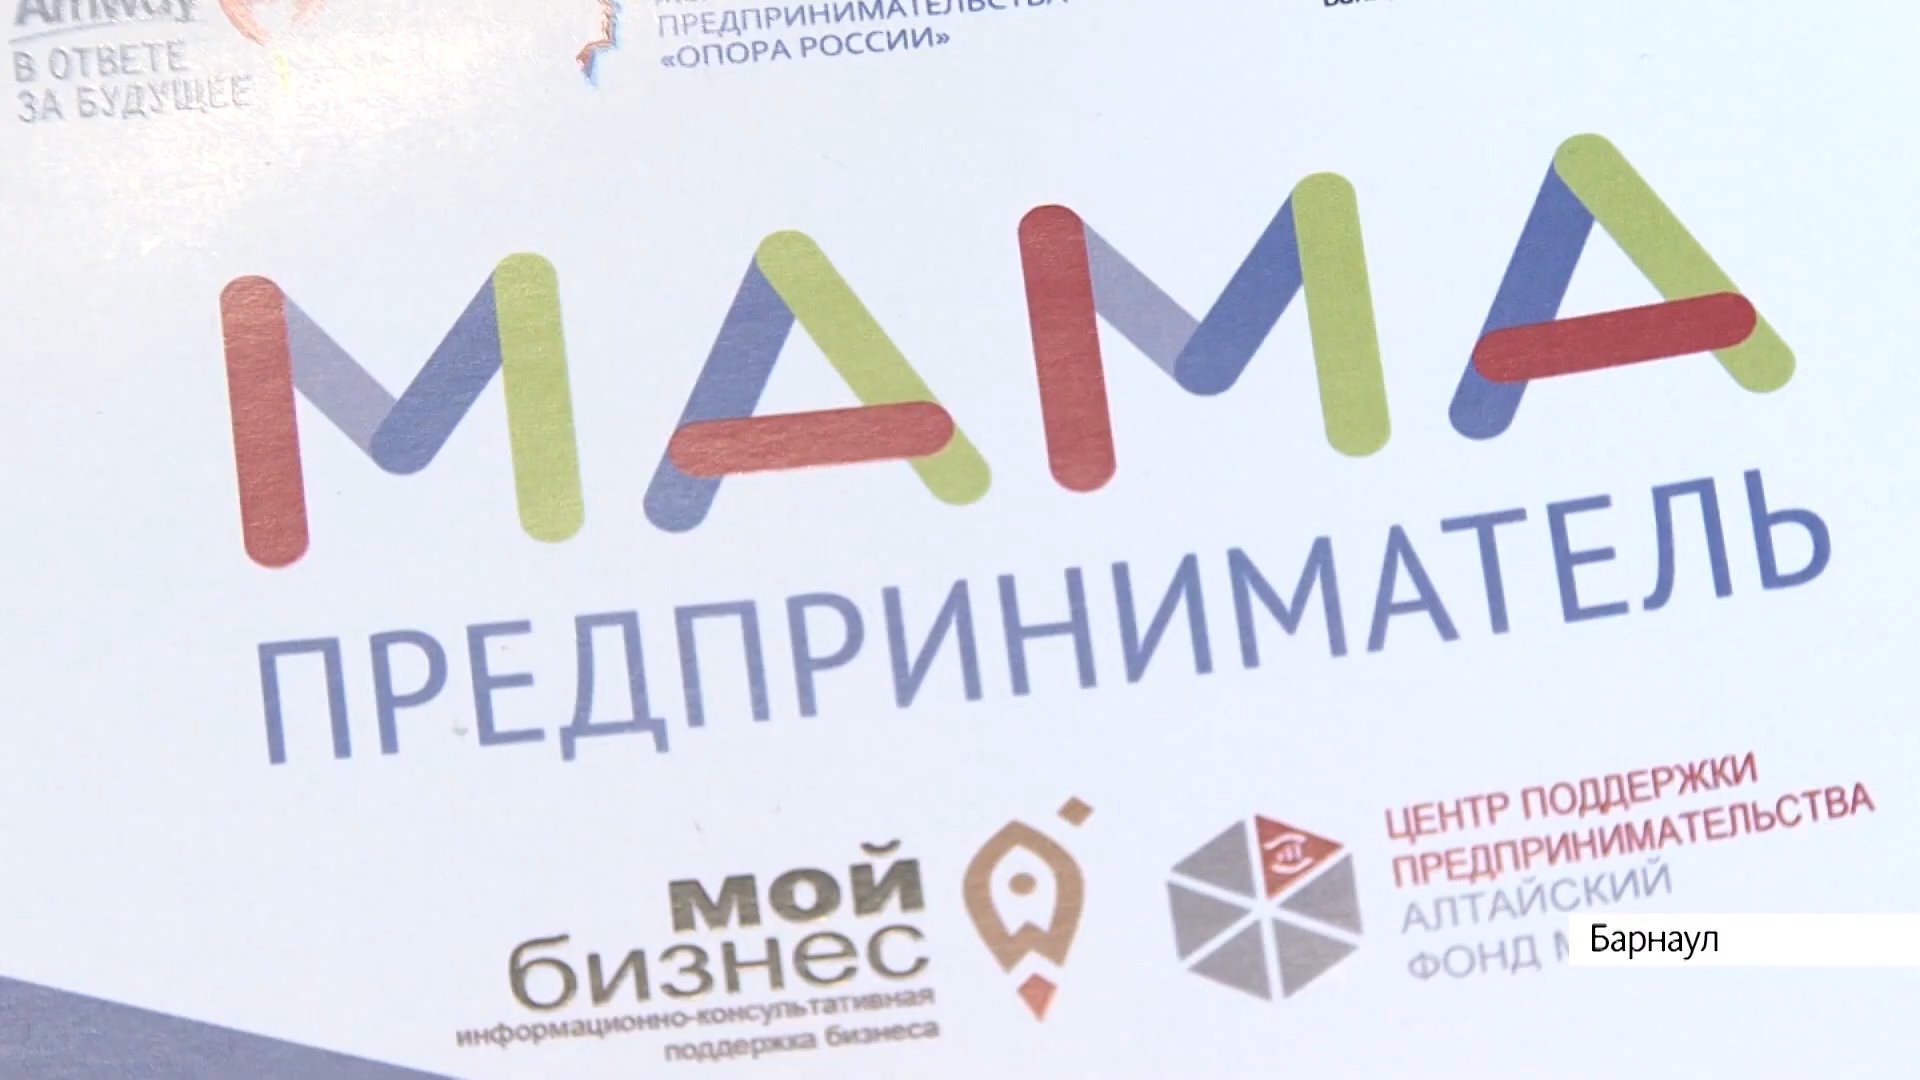 Amway
В ОТВЕТЕ
ЗА БУДУЩЕЕ
ПРЕДПРИНИМАТЕЛЬСТВА
«ОПОРА РОССИИ»
МАМА
ПРЕДПРИНИМАТЕЛЬ
мой
бизнес
информационно-консультативная
поддержка бизнеса
ЦЕНТР ПОДДЕРЖКИ
ПРЕДПРИНИМАТЕЛЬСТВА
АЛТАЙСКИЙ
ФОНД
Барнаул